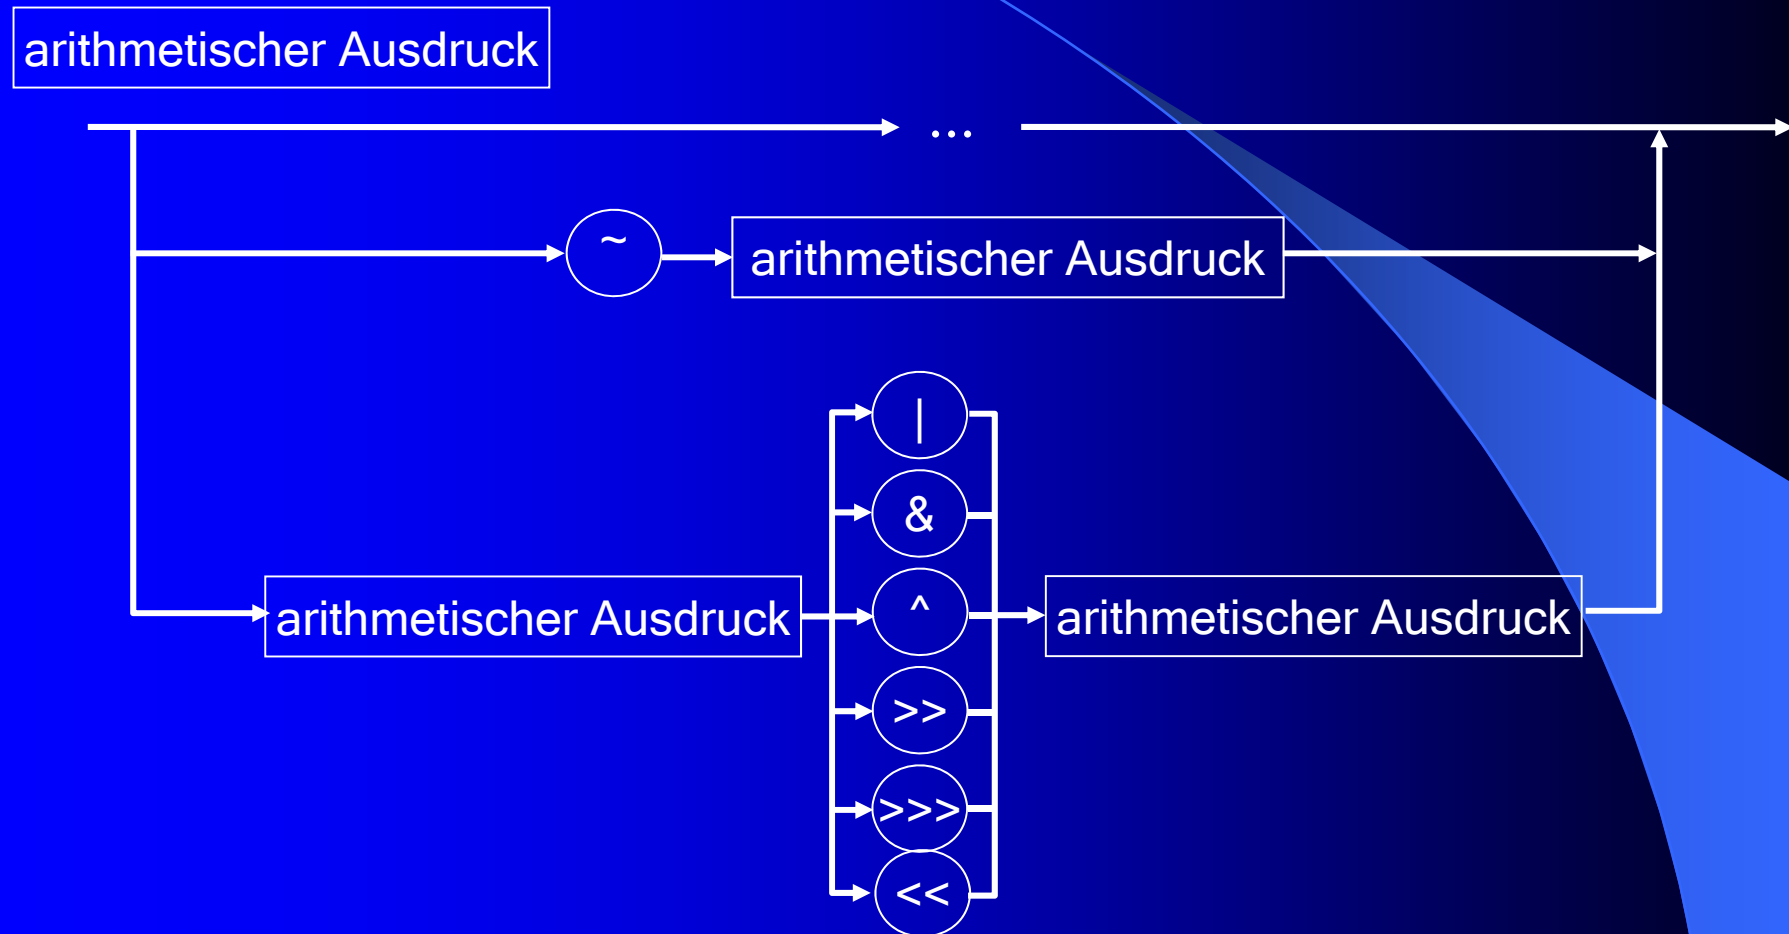 arithmetischer Ausdruck
...
~
arithmetischer Ausdruck
|
&
arithmetischer Ausdruck
^
arithmetischer Ausdruck
>>
>>>
<<